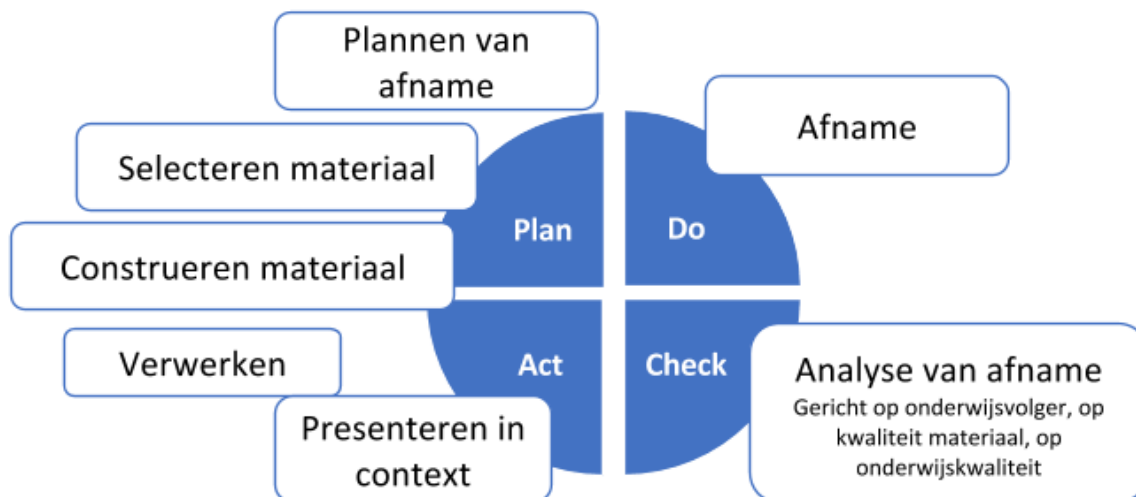 Plannen van
afname
Afname
Selecteren materiaal
Plan
Do
Construeren materiaal
Verwerken
Act
Check
Analyse van afname
Gericht op onderwijsvolger, op
kwaliteit materiaal, op
onderwijskwaliteit
Presenteren in
context